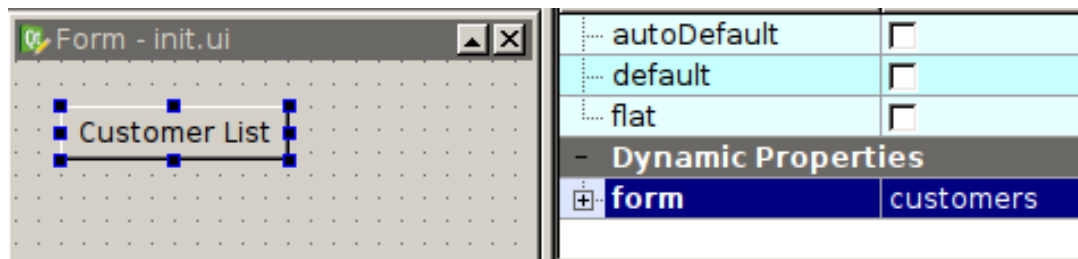 Form - init.ui
Customer List
autoDefault
default
flat
Dynamic Properties
form customers